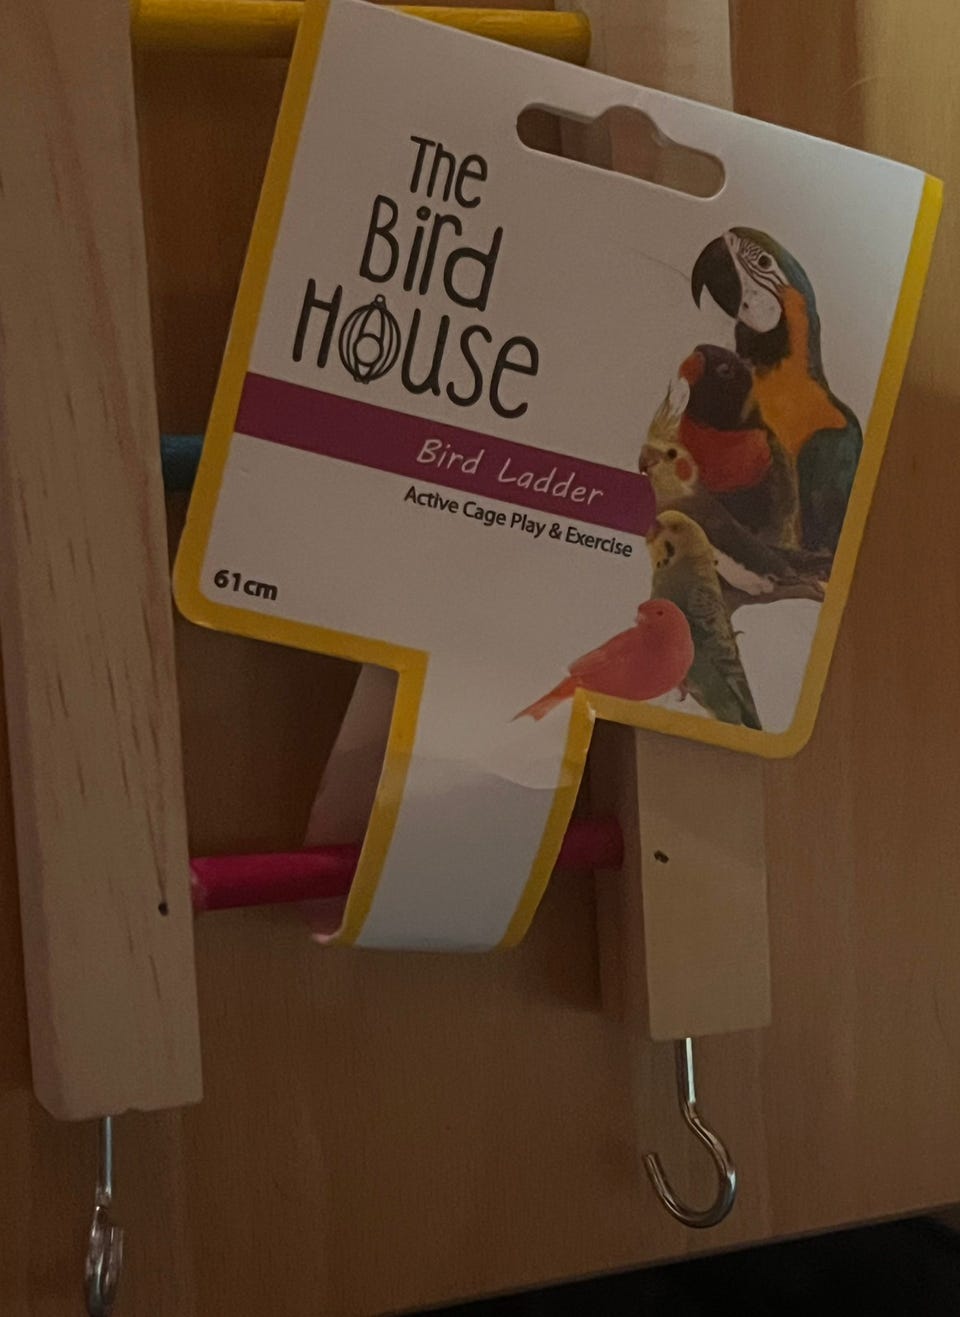 The
Bird
House
Bird Ladder
Active Cage Play & Exercise
61cm